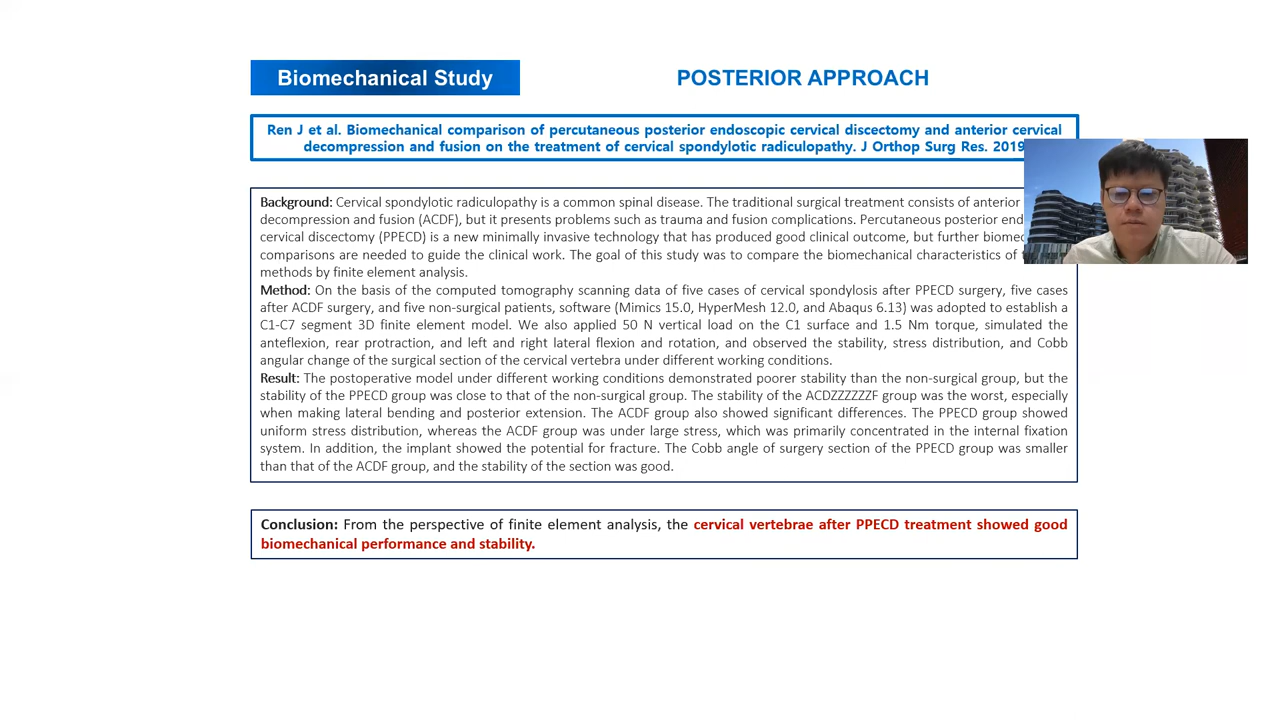 Biomechanical Study
POSTERIOR APPROACH
Ren J et al. Biomechanical comparison of percutaneous posterior endoscopic cervical discectomy and anterior cervical
decompression and fusion on the treatment of cervical spondylotic radiculopathy. J Orthop Surg Res. 2019
Background: Cervical spondylotic radiculopathy is a common spinal disease. The traditional surgical treatment consists of anterior
decompression and fusion (ACDF), but it presents problems such as trauma and fusion complications. Percutaneous posterior
cervical discectomy (PPECD) is a new minimally invasive technology that has produced good clinical outcome, but further
comparisons are needed to guide the clinical work. The goal of this study was to compare the biomechanical characteristics of
methods by finite element analysis.
Method: On the basis of the computed tomography scanning data of five cases of cervical spondylosis after PPECD surgery, five cases
after ACDF surgery, and five non-surgical patients, software (Mimics 15.0, HyperMesh 12.0, and Abaqus 6.13) was adopted to establish a
C1-C7 segment 3D finite element model. We also applied 50 N vertical load on the C1 surface and 1.5 Nm torque, simulated the
anteflexion, rear protraction, and left and right lateral flexion and rotation, and observed the stability, stress distribution, and Cobb
angular change of the surgical section of the cervical vertebra under different working conditions.
Result: The postoperative model under different working conditions demonstrated poorer stability than the non-surgical group, but the
stability of the PPECD group was close to that of the non-surgical group. The stability of the ACDZZZZZZF group was the worst, especially
when making lateral bending and posterior extension. The ACDF group also showed significant differences. The PPECD group showed
uniform stress distribution, whereas the ACDF group was under large stress, which was primarily concentrated in the internal fixation
system. In addition, the implant showed the potential for fracture. The Cobb angle of surgery section of the PPECD group was smaller
than that of the ACDF group, and the stability of the section was good.
Conclusion: From the perspective of finite element analysis, the cervical vertebrae after PPECD treatment showed good
biomechanical performance and stability.